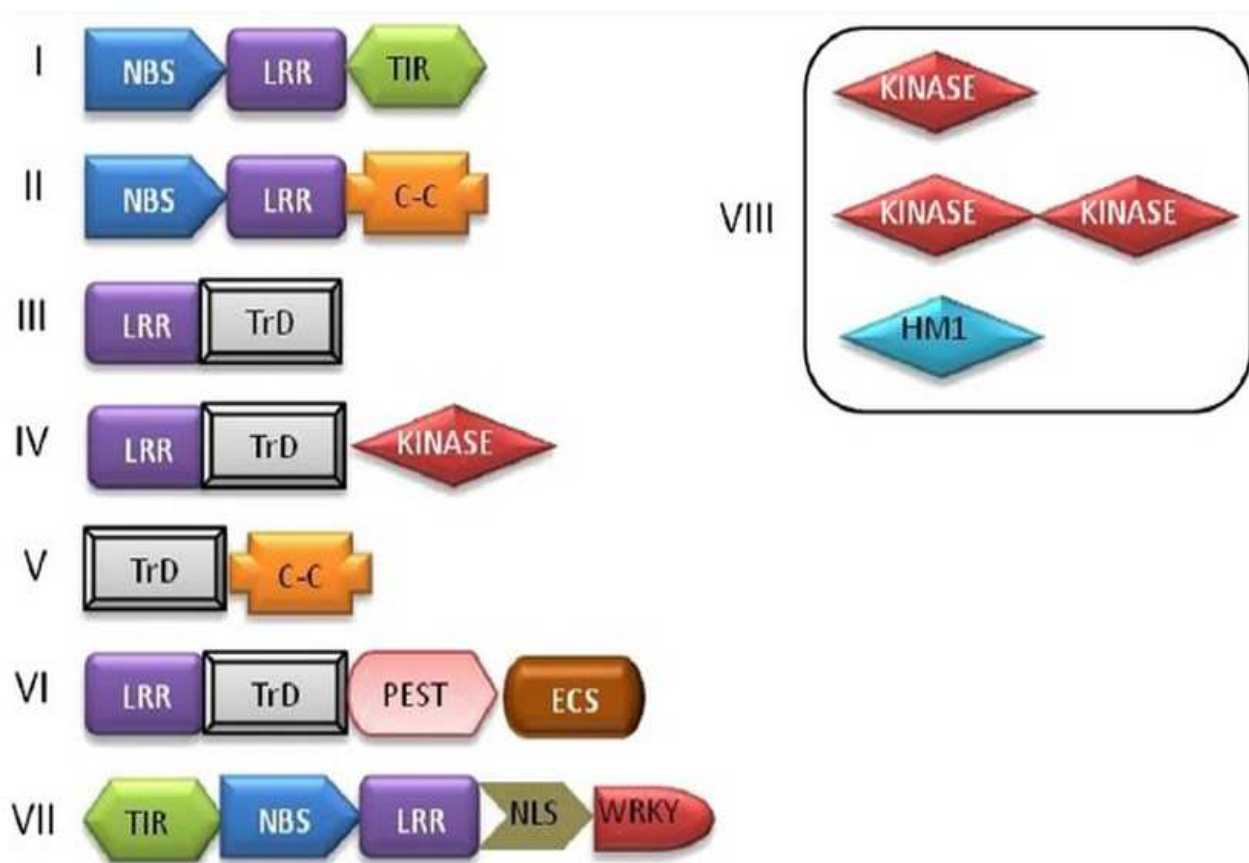 I NBS LRR TIR
II NBS LRR C-C
III LRR TrD
IV LRR TrD KINASE
V TrD C-C
VI LRR TrD PEST ECS
VII TIR NBS LRR NLS WRKY
VIII
KINASE
KINASE KINASE
HM1